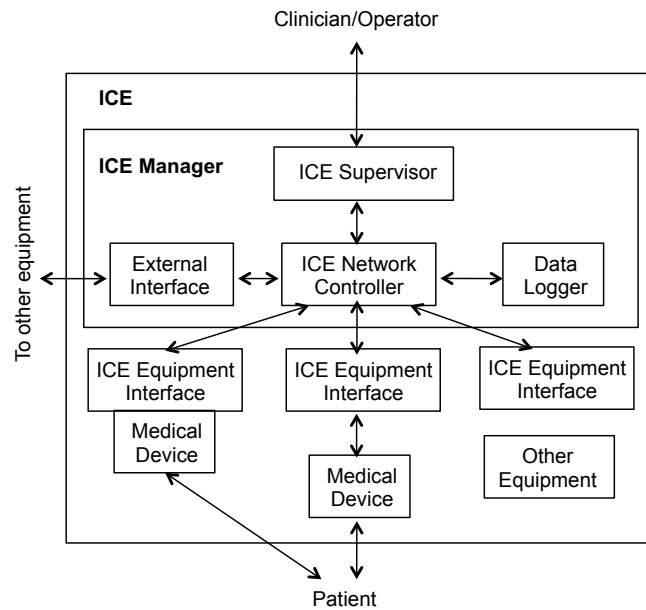 Clinician/Operator
ICE
ICE Manager
ICE Supervisor
To other equipment
External
Interface
ICE Network
Controller
Data
Logger
ICE Equipment
Interface
Medical
Device
ICE Equipment
Interface
Medical
Device
ICE Equipment
Interface
Other
Equipment
Patient